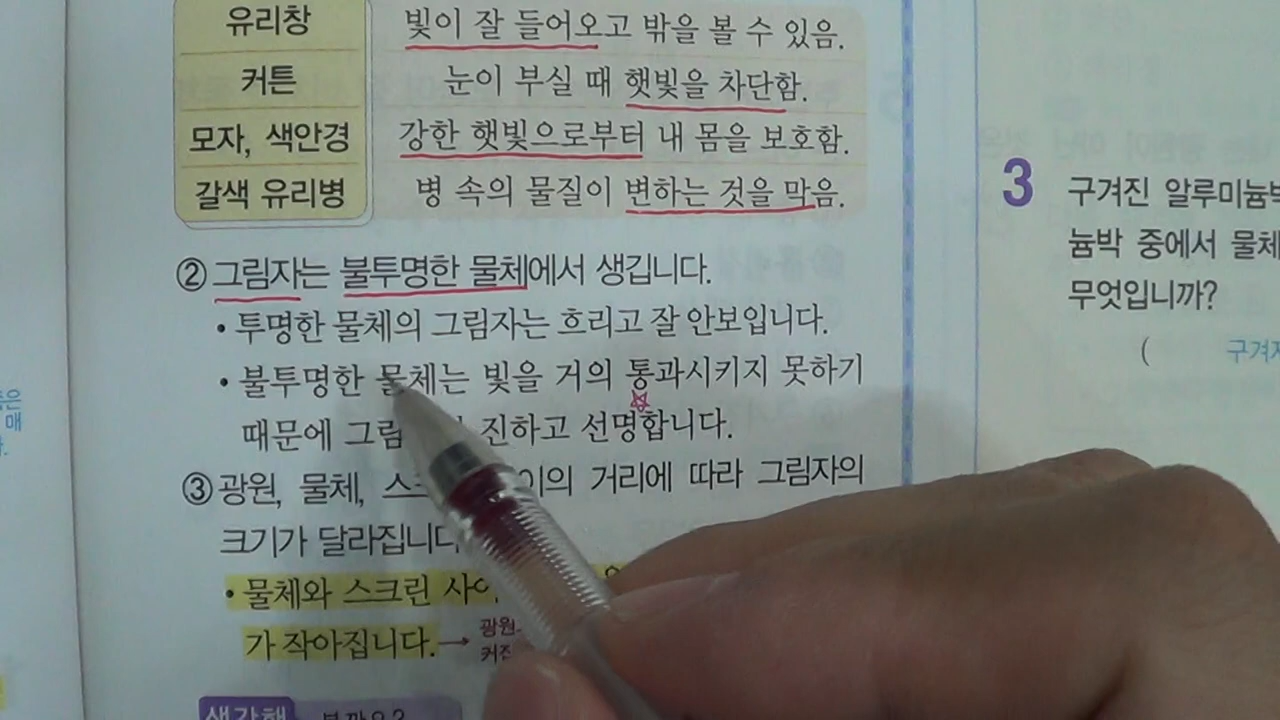 유리창 빛이 잘 들어오고 밖을 볼 수 있음.
커튼 눈이 부실 때 햇빛을 차단함.
모자, 색안경 강한 햇빛으로부터 내 몸을 보호함.
갈색 유리병 병 속의 물질이 변하는 것을 막음.
② 그림자는 불투명한 물체에서 생깁니다.
• 투명한 물체의 그림자는 흐리고 잘 안보입니다.
• 불투명한 물체는 빛을 거의 통과시키지 못하기
때문에 진하고 선명합니다.
③ 광원, 물체, 거리에 따라 그림자의
크기가 달라집니다
• 물체와 스크린
가 작아집니다. → 광원
생각해
3 구겨진 알루미늄박
늄박 중에서 물체
무엇입니까?
(
은
매